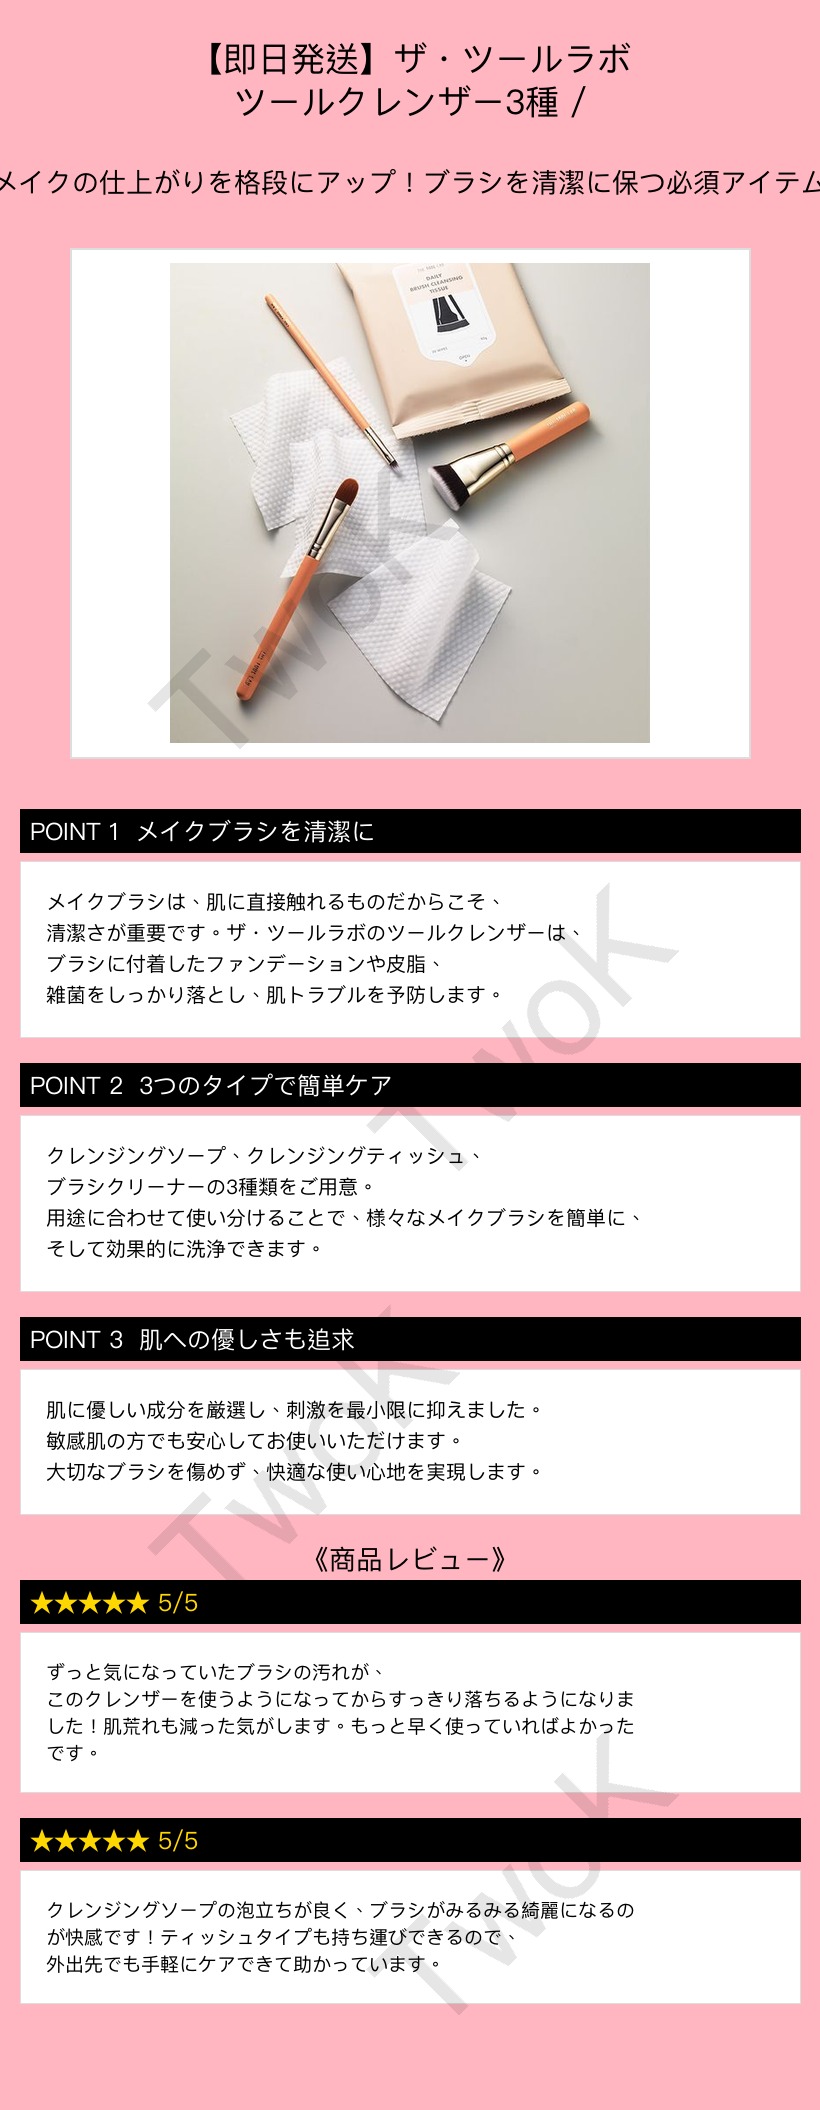 【即日発送】ザ・ツールラボ
ツールクレンザー3種 /
メイクの仕上がりを格段にアップ！ブラシを清潔に保つ必須アイテム
DAILY
BRUSH CLEANSING
TISSUE
OPEN
TwoK
POINT 1 メイクブラシを清潔に
メイクブラシは、肌に直接触れるものだからこそ、
清潔さが重要です。ザ・ツールラボのツールクレンザーは、
ブラシに付着したファンデーションや皮脂、
雑菌をしっかり落とし、肌トラブルを予防します。
TwoK
POINT 2 3つのタイプで簡単ケア
クレンジングソープ、クレンジングティッシュ、
ブラシクリーナーの3種類をご用意。
用途に合わせて使い分けることで、様々なメイクブラシを簡単に、
そして効果的に洗浄できます。
POINT 3 肌への優しさも追求
肌に優しい成分を厳選し、刺激を最小限に抑えました。
敏感肌の方でも安心してお使いいただけます。
大切なブラシを傷めず、快適な使い心地を実現します。
TwoK
《商品レビュー》
★★★★★ 5/5
ずっと気になっていたブラシの汚れが、
このクレンザーを使うようになってからすっきり落ちるようになりま
した！肌荒れも減った気がします。もっと早く使っていればよかった
です。
★★★★★ 5/5
クレンジングソープの泡立ちが良く、ブラシがみるみる綺麗になるの
が快感です！ティッシュタイプも持ち運びできるので、
外出先でも手軽にケアできて助かっています。
TwoK